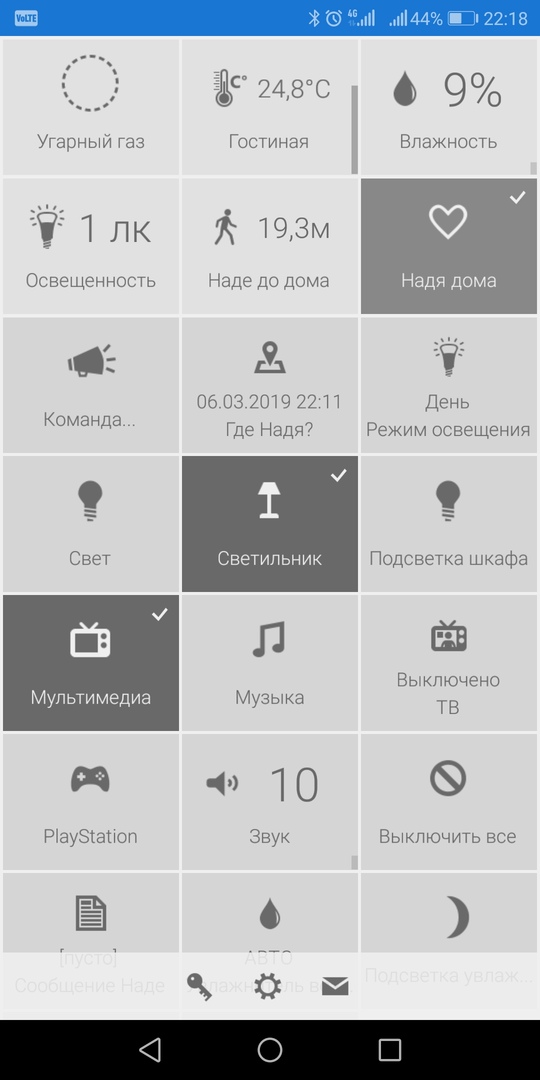 VoLTE 4G 1x 44% 22:18
C° 24,8°C 9%
Угарный газ Гостиная Влажность
1 лк 19,3м
Освещенность Наде до дома Надя дома
06.03.2019 22:11 День
Команда... Где Надя? Режим освещения
Свет Светильник Подсветка шкафа
Выключено
Мультимедиа Музыка ТВ
10
PlayStation Звук Выключить все
[пусто] АВТО
Сообщение Наде Подсветка увлаж...